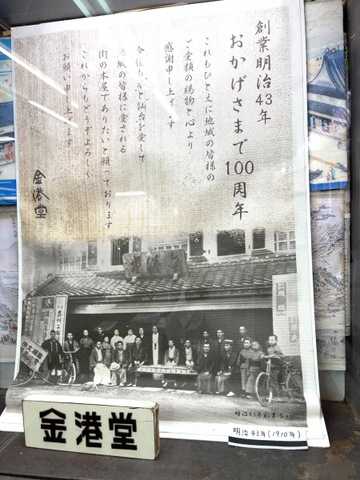 創業明治43年
おかげさまで100周年
これもひとえに地域の皆様の
ご愛顧の賜物と心より
感謝申し上げます
今後も仙台を愛して
地域の皆様に愛される
街の本屋でありたいと願っております
これからもどうぞよろしく
お願い申し上げます
金港堂
明治43年(1910年)
金港堂